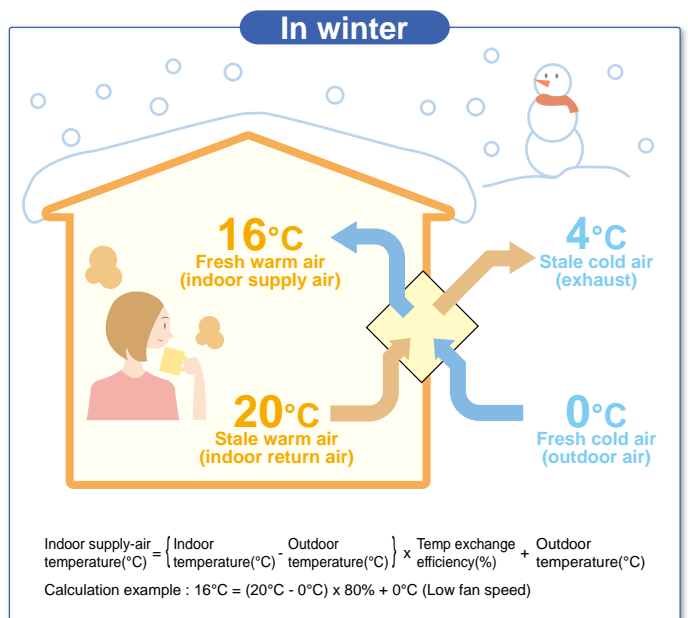 In winter
16°C
Fresh warm air
(indoor supply air)
4°C
Stale cold air
(exhaust)
20°C
Stale warm air
(indoor return air)
0°C
Fresh cold air
(outdoor air)
Indoor supply-air temperature(°C) = { Indoor temperature(°C) - Outdoor temperature(°C) } x Temp exchange efficiency(%) + Outdoor temperature(°C)
Calculation example : 16°C = (20°C - 0°C) x 80% + 0°C (Low fan speed)